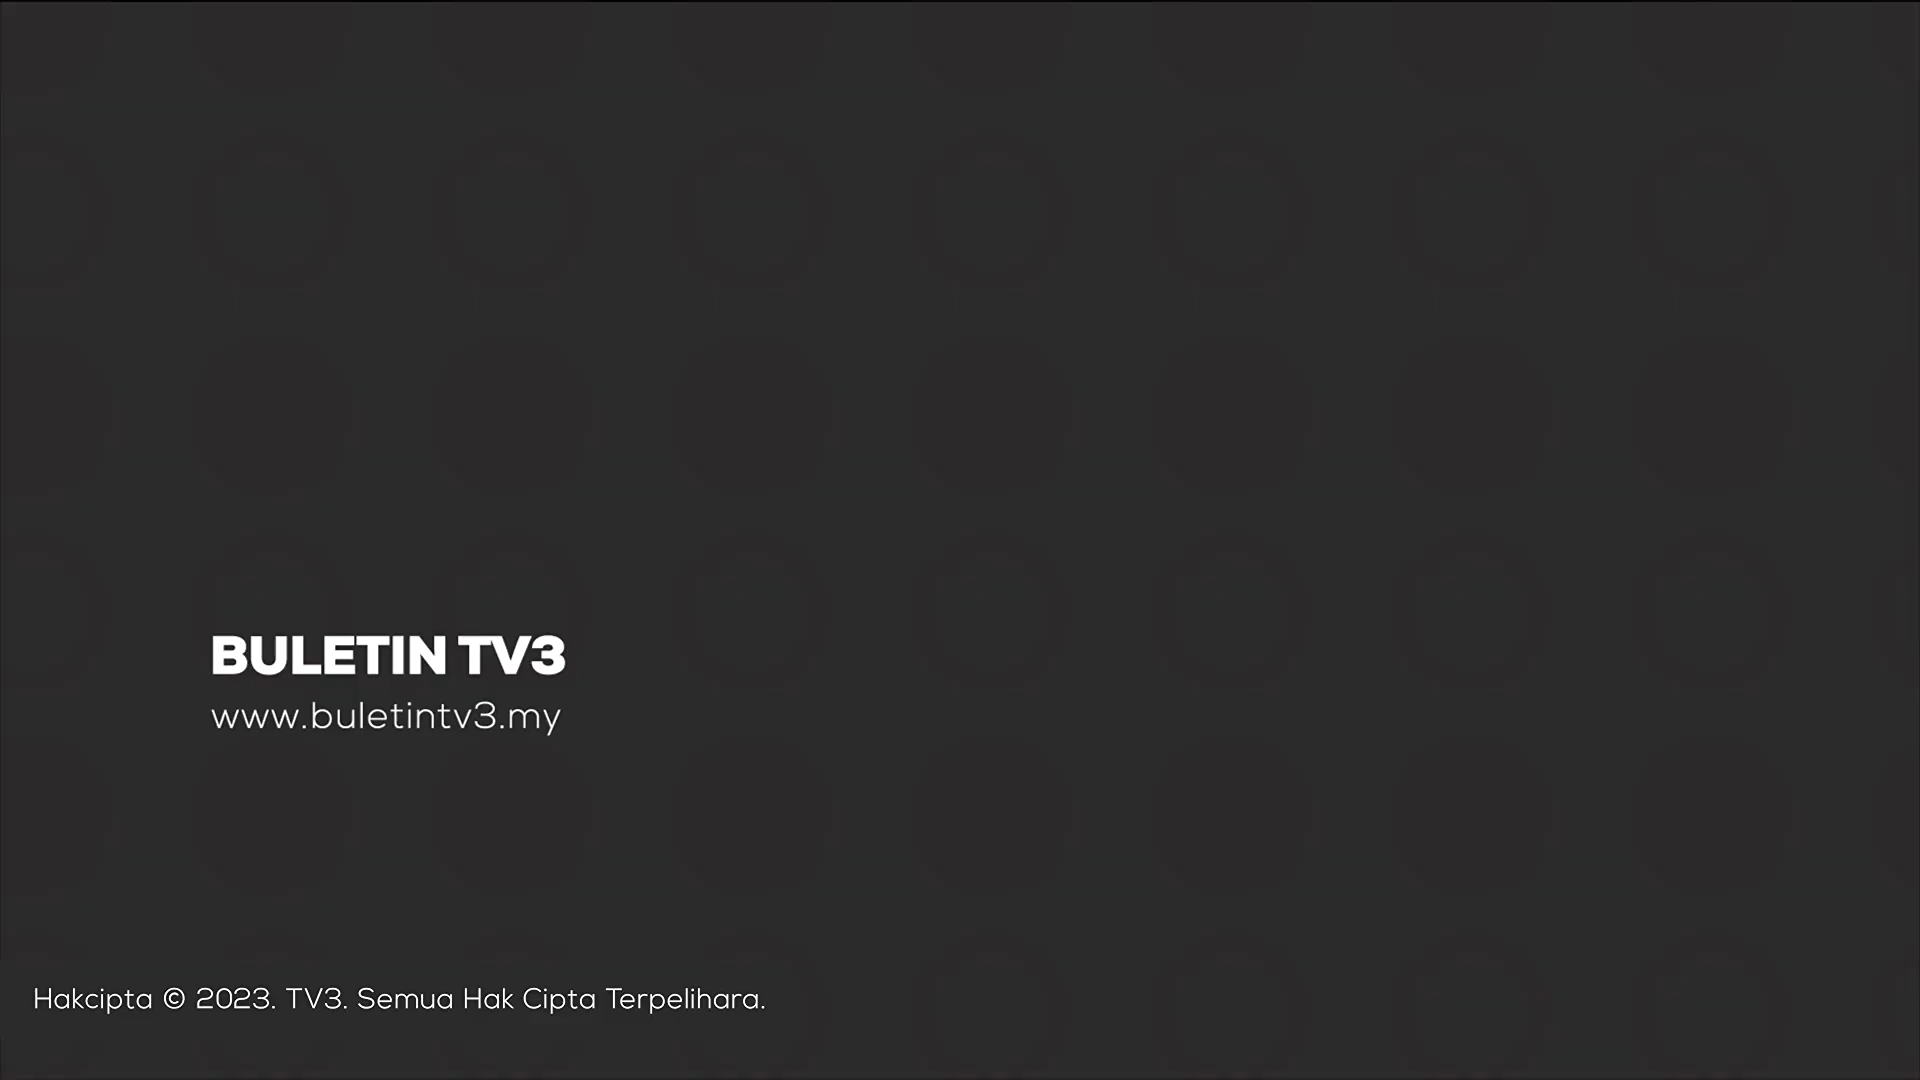 BULETIN TV3
www.buletintv3.my
Hakcipta © 2023. TV3. Semua Hak Cipta Terpelihara.